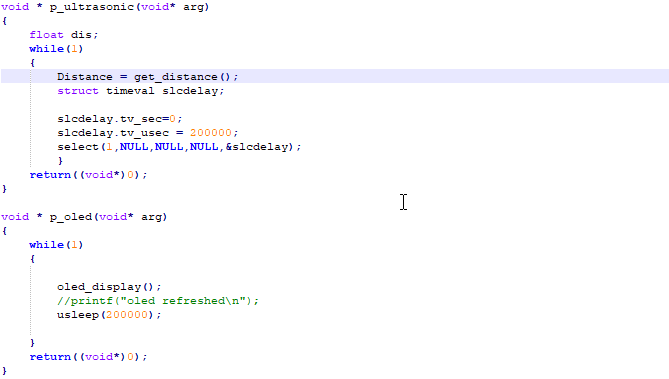 void * p_ultrasonic(void* arg)
{
    float dis;
    while(1)
    {
        Distance = get_distance();
        struct timeval slcdelay;

        slcdelay.tv_sec=0;
        slcdelay.tv_usec = 200000;
        select(1,NULL,NULL,NULL,&slcdelay);
        }
    return((void*)0);
}

void * p_oled(void* arg)
{
    while(1)
    {

        oled_display();
        //printf("oled refreshed\n");
        usleep(200000);

    }
    return((void*)0);
}